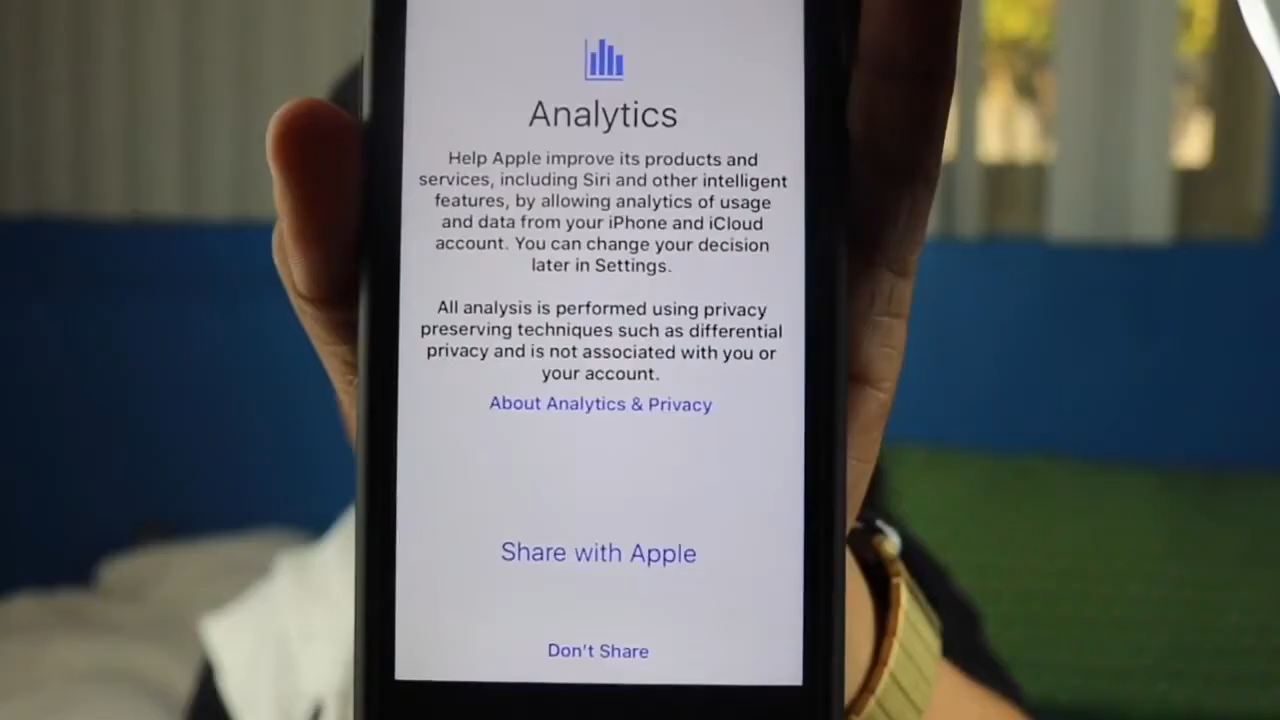 Analytics
Help Apple improve its products and
services, including Siri and other intelligent
features, by allowing analytics of usage
and data from your iPhone and iCloud
account. You can change your decision
later in Settings.
All analysis is performed using privacy
preserving techniques such as differential
privacy and is not associated with you or
your account.
About Analytics & Privacy
Share with Apple
Don't Share